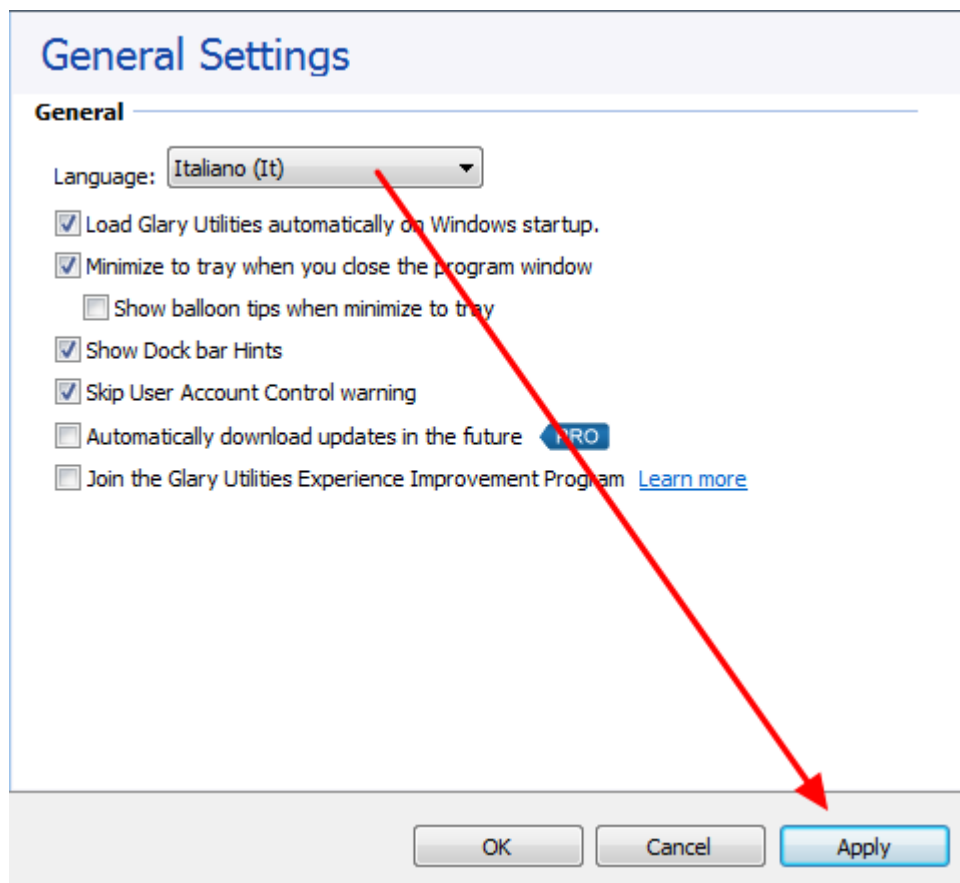 General Settings
General
Language: Italiano (It)
Load Glary Utilities automatically on Windows startup.
Minimize to tray when you close the program window
Show balloon tips when minimize to tray
Show Dock bar Hints
Skip User Account Control warning
Automatically download updates in the future PRO
Join the Glary Utilities Experience Improvement Program Learn more
OK Cancel Apply